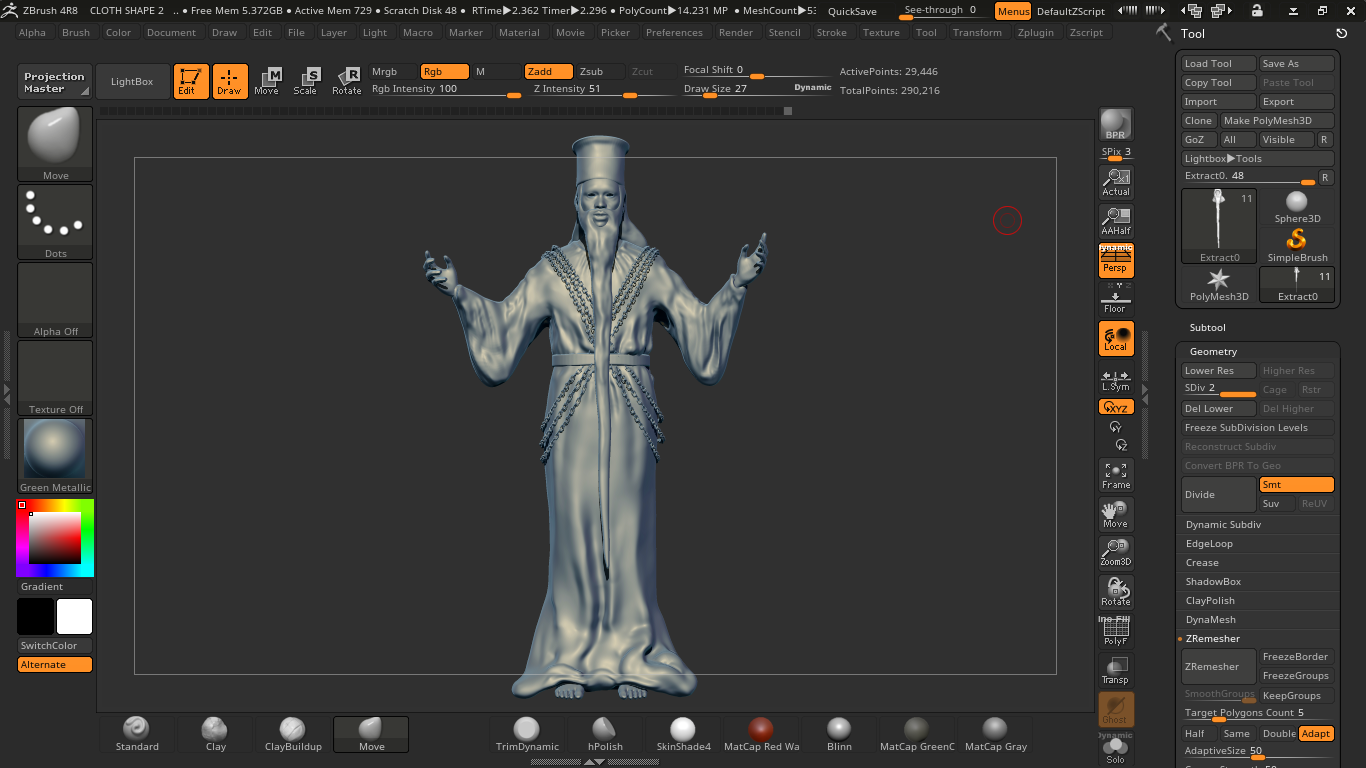 ZBrush 4R8 CLOTH SHAPE 2 .. • Free Mem 5.372GB • Active Mem 729 • Scratch Disk 48 • RTime▶2.362 Timer▶2.296 • PolyCount▶14.231 MP • MeshCount▶53 QuickSave See-through 0 Menus DefaultZScript
Alpha Brush Color Document Draw Edit File Layer Light Macro Marker Material Movie Picker Preferences Render Stencil Stroke Texture Tool Transform Zplugin Zscript
Tool
Projection Master
LightBox
Edit
Draw
Move
Scale
Rotate
Mrgb Rgb M Zadd Zsub Zcut
Rgb Intensity 100 Z Intensity 51
Focal Shift 0
Draw Size 27 Dynamic
ActivePoints: 29,446
TotalPoints: 290,216
Move
Dots
Alpha Off
Texture Off
Green Metallic
Gradient
SwitchColor
Alternate
BPR
SPix 3
Actual
AAHalf
Dynamic
Persp
Floor
Local
L.Sym
XYZ
Y
Z
Frame
Move
Zoom3D
Rotate
PolyF
Transp
Ghost
Dynamic
Solo
Load Tool Save As
Copy Tool Paste Tool
Import Export
Clone Make PolyMesh3D
GoZ All Visible R
Lightbox▶Tools
Extract0. 48 R
11
Extract0
Sphere3D
SimpleBrush
PolyMesh3D
11
Extract0
Subtool
Geometry
Lower Res Higher Res
SDiv 2 Cage Rstr
Del Lower Del Higher
Freeze SubDivision Levels
Reconstruct Subdiv
Convert BPR To Geo
Divide Smt
Suv ReUV
Dynamic Subdiv
EdgeLoop
Crease
ShadowBox
ClayPolish
DynaMesh
ZRemesher
ZRemesher FreezeBorder
FreezeGroups
SmoothGroups KeepGroups
Target Polygons Count 5
Half Same Double Adapt
AdaptiveSize 50
Standard Clay ClayBuildup Move TrimDynamic hPolish SkinShade4 MatCap Red Wa Blinn MatCap GreenC MatCap Gray